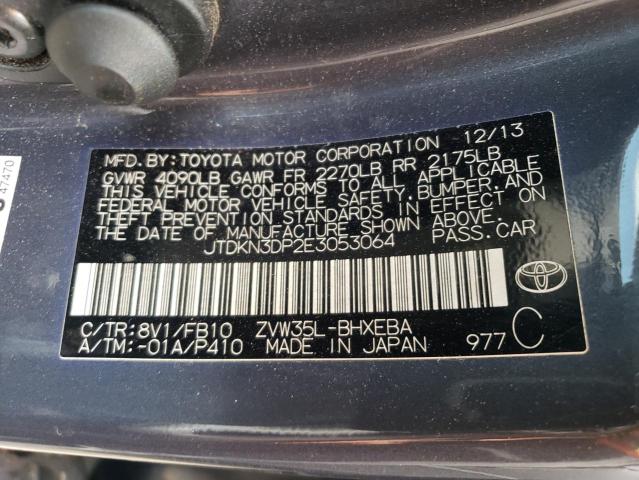 MFD. BY: TOYOTA MOTOR CORPORATION 12/13
GVWR 4090LB GAWR FR 2270LB RR 2175LB
THIS VEHICLE CONFORMS TO ALL APPLICABLE
FEDERAL MOTOR VEHICLE SAFETY, BUMPER, AND
THEFT PREVENTION STANDARDS IN EFFECT ON
THE DATE OF MANUFACTURE SHOWN ABOVE.
JTDKN3DP2E3053064 PASS. CAR
C/TR: 8V1/FB10 ZVW35L-BHXEBA
A/TM: -01A/P410 MADE IN JAPAN 977 C
47470